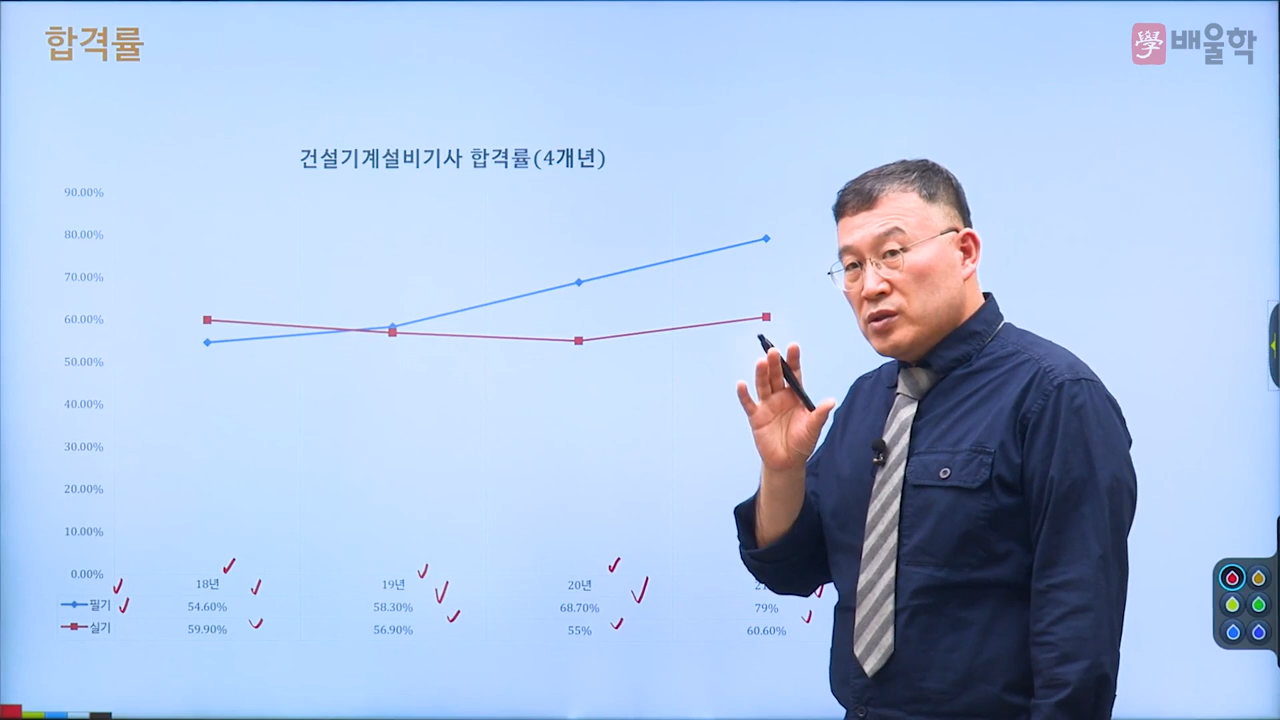 합격률
學 배울학
건설기계설비기사 합격률(4개년)
90.00%
80.00%
70.00%
60.00%
50.00%
40.00%
30.00%
20.00%
10.00%
0.00%
18년 19년 20년
필기 54.60% 58.30% 68.70% 79%
실기 59.90% 56.90% 55% 60.60%